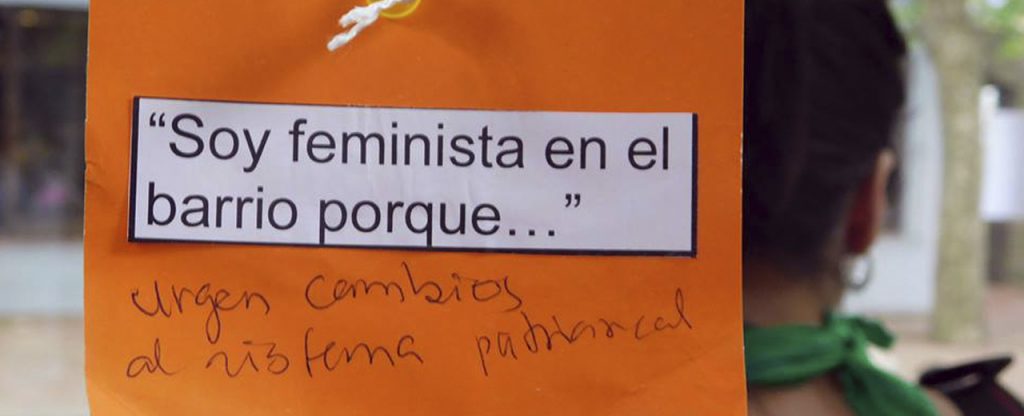 “Soy feminista en el
barrio porque...”
urgen cambios
al sistema patriarcal